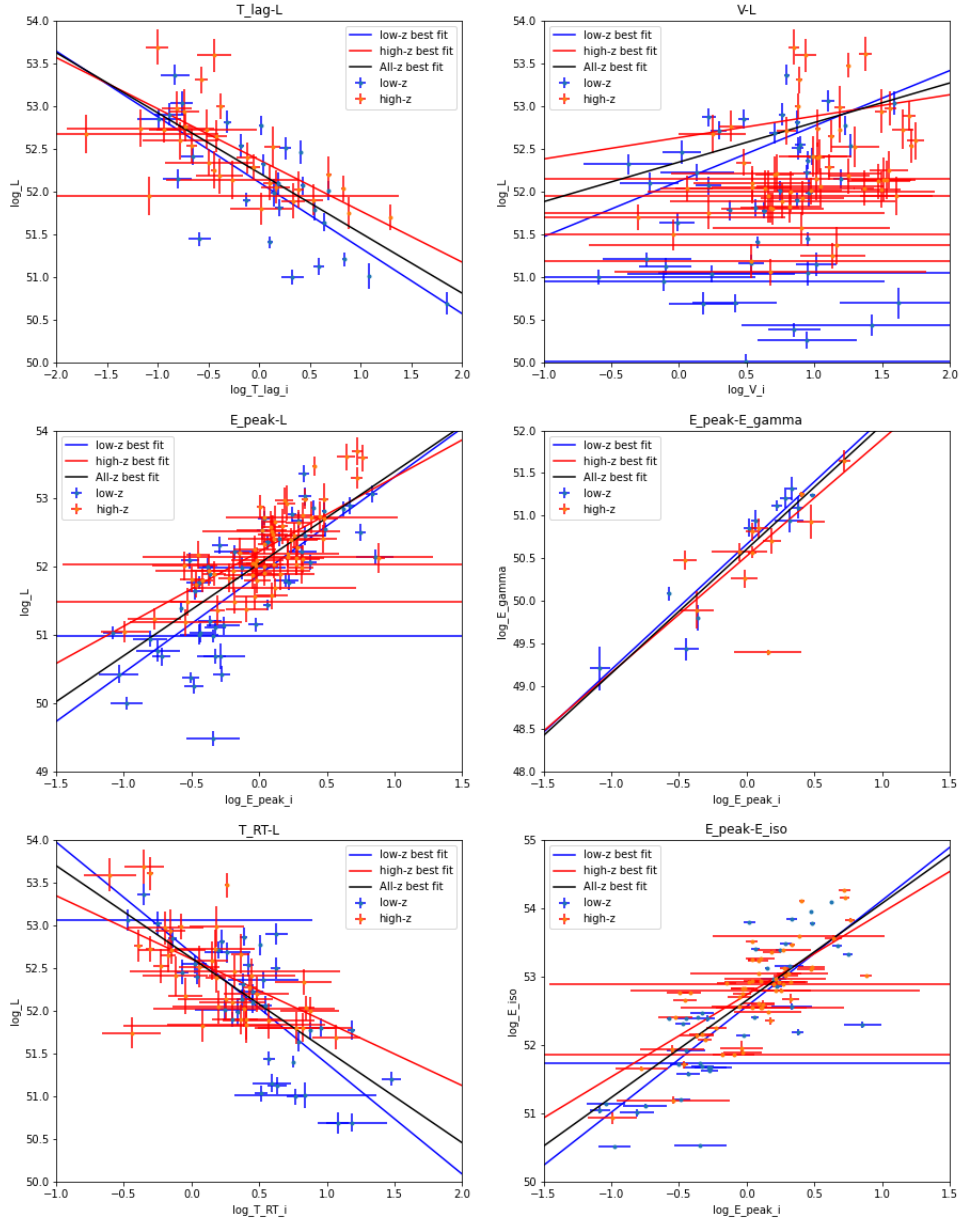 T_lag-L
54.0
53.5
53.0
52.5
52.0
51.5
51.0
50.5
50.0
log_L
low-z best fit
high-z best fit
All-z best fit
low-z
high-z
−2.0 −1.5 −1.0 −0.5 0.0 0.5 1.0 1.5 2.0
log_T_lag_i
V-L
54.0
53.5
53.0
52.5
52.0
51.5
51.0
50.5
50.0
log_L
low-z best fit
high-z best fit
All-z best fit
low-z
high-z
−1.0 −0.5 0.0 0.5 1.0 1.5 2.0
log_V_i
E_peak-L
54
53
52
51
50
49
log_L
low-z best fit
high-z best fit
All-z best fit
low-z
high-z
−1.5 −1.0 −0.5 0.0 0.5 1.0 1.5
log_E_peak_i
E_peak-E_gamma
52.0
51.5
51.0
50.5
50.0
49.5
49.0
48.5
48.0
log_E_gamma
low-z best fit
high-z best fit
All-z best fit
low-z
high-z
−1.5 −1.0 −0.5 0.0 0.5 1.0 1.5
log_E_peak_i
T_RT-L
54.0
53.5
53.0
52.5
52.0
51.5
51.0
50.5
50.0
log_L
low-z best fit
high-z best fit
All-z best fit
low-z
high-z
−1.0 −0.5 0.0 0.5 1.0 1.5 2.0
log_T_RT_i
E_peak-E_iso
55
54
53
52
51
50
log_E_iso
low-z best fit
high-z best fit
All-z best fit
low-z
high-z
−1.5 −1.0 −0.5 0.0 0.5 1.0 1.5
log_E_peak_i